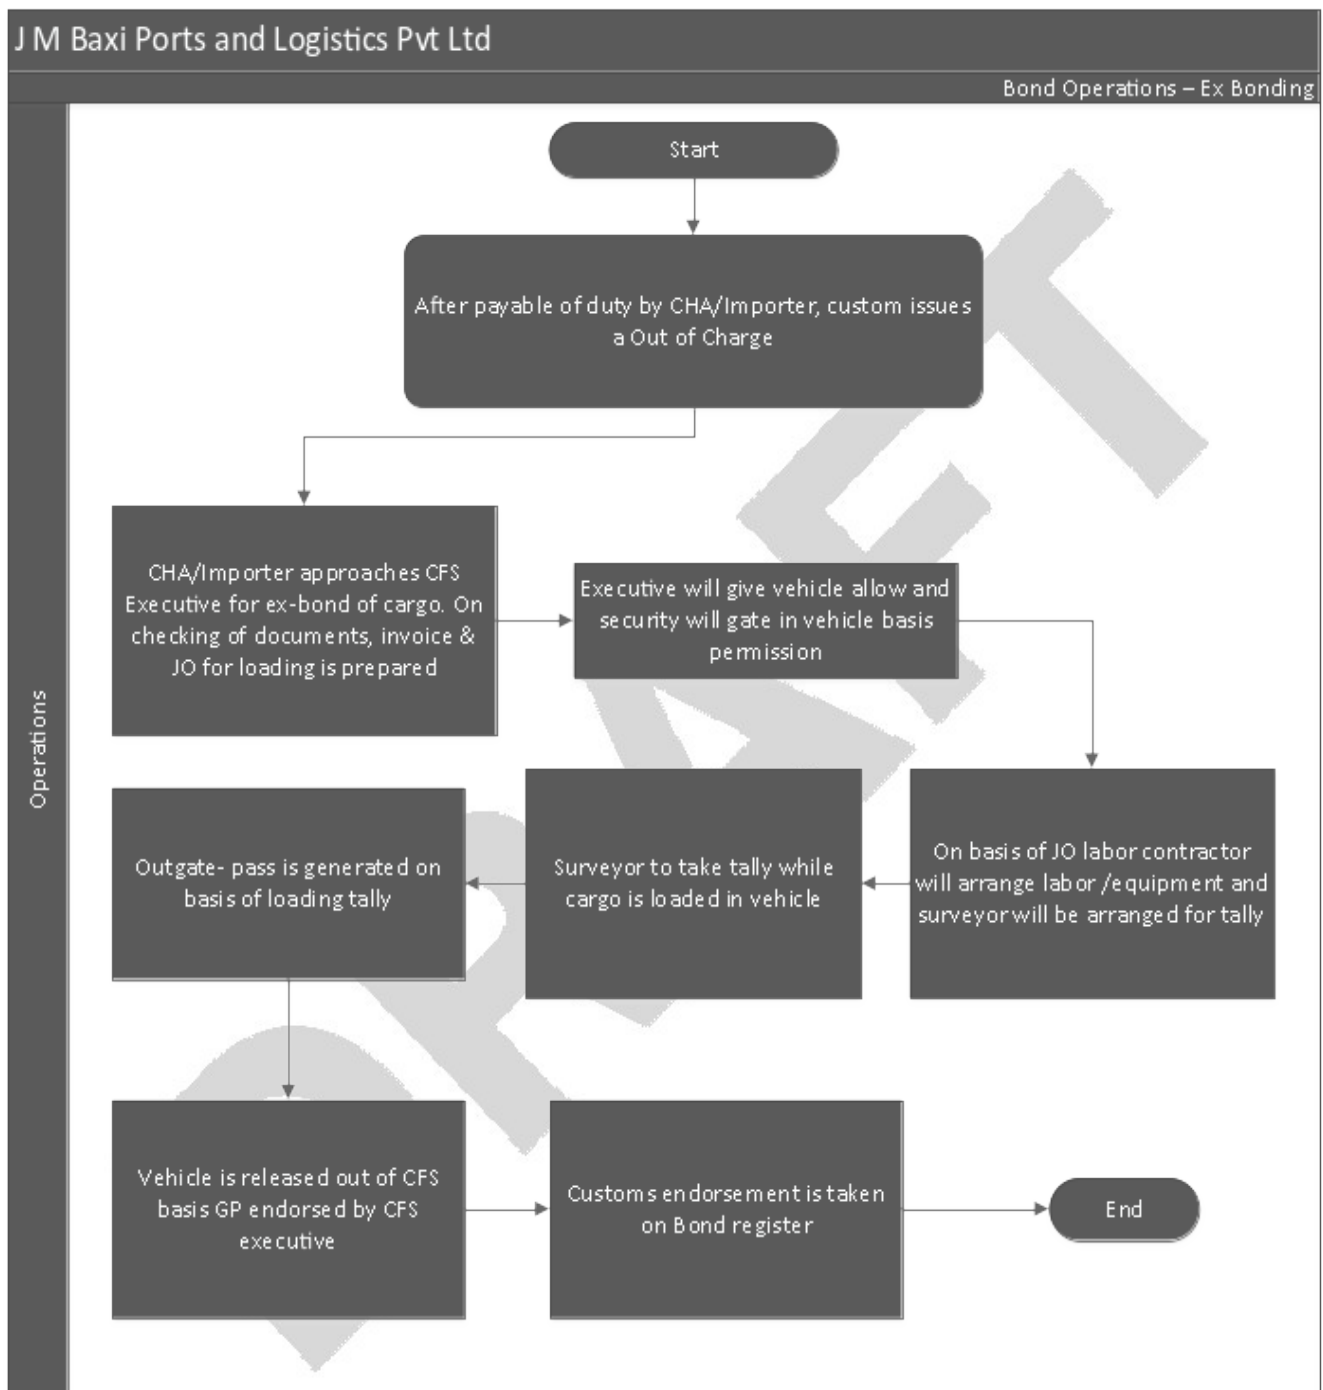 J M Baxi Ports and Logistics Pvt Ltd
Bond Operations – Ex Bonding
Operations
Start
After payable of duty by CHA/Importer, custom issues
a Out of Charge
CHA/Importer approaches CFS
Executive for ex-bond of cargo. On
checking of documents, invoice &
JO for loading is prepared
Executive will give vehicle allow and
security will gate in vehicle basis
permission
On basis of JO labor contractor
will arrange labor /equipment and
surveyor will be arranged for tally
Surveyor to take tally while
cargo is loaded in vehicle
Outgate- pass is generated on
basis of loading tally
Vehicle is released out of CFS
basis GP endorsed by CFS
executive
Customs endorsement is taken
on Bond register
End
DRAFT